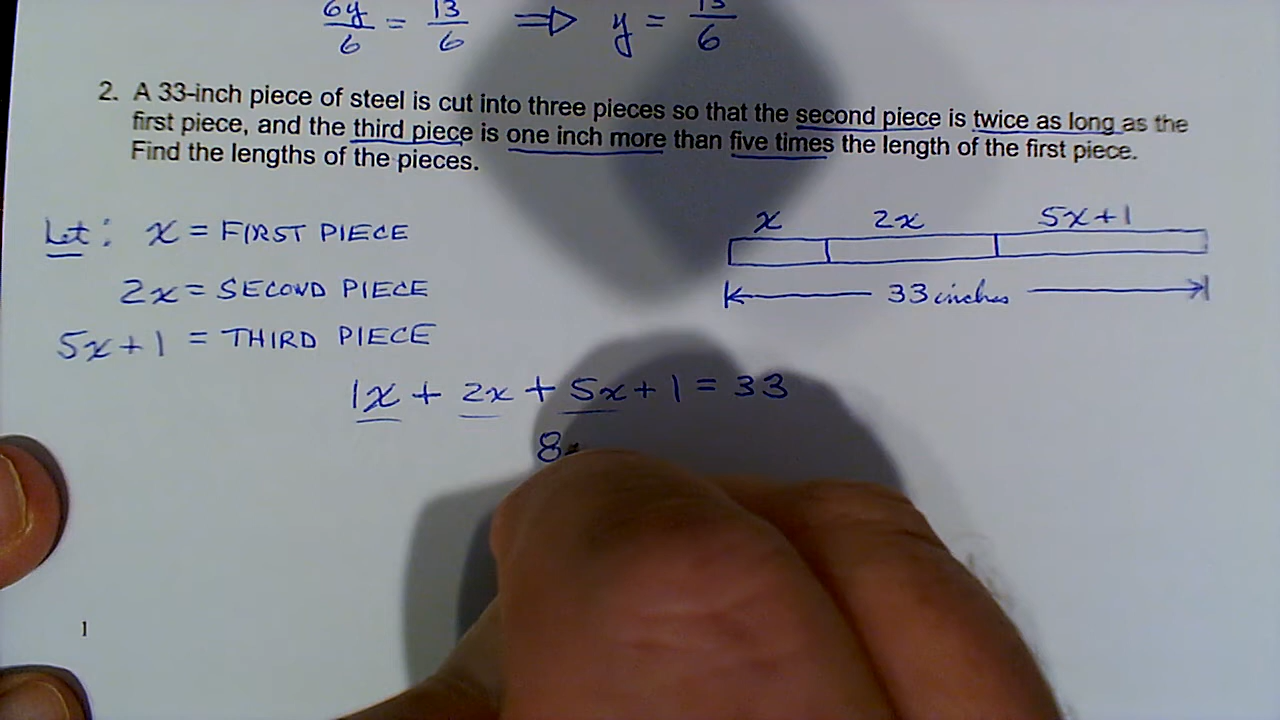 6y/6 = 13/6 ⇒ y = 13/6
2. A 33-inch piece of steel is cut into three pieces so that the second piece is twice as long as the
first piece, and the third piece is one inch more than five times the length of the first piece.
Find the lengths of the pieces.
Let: x = FIRST PIECE
2x = SECOND PIECE
5x+1 = THIRD PIECE
x 2x 5x+1
33 inches
1x + 2x + 5x + 1 = 33
8
1